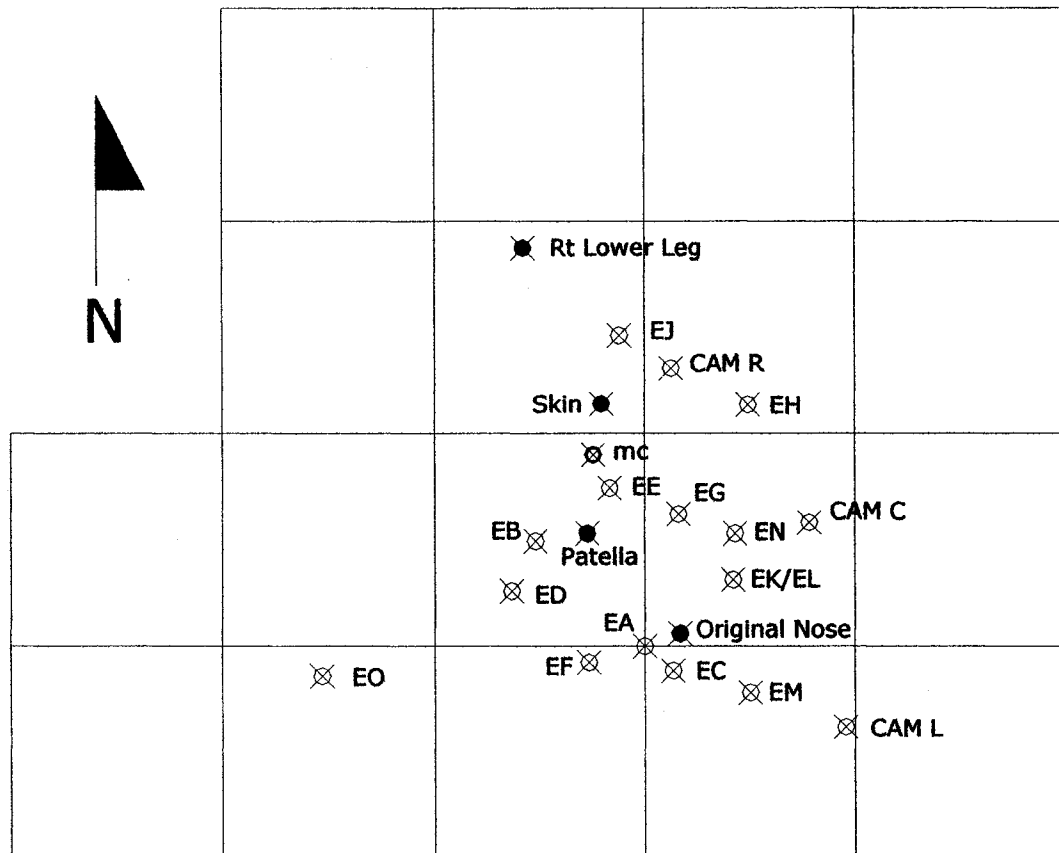 Rt Lower Leg
N
EJ
CAM R
Skin
EH
mc
EE
EG
CAM C
EB
EN
Patella
EK/EL
ED
EA
Original Nose
EF
EC
EO
EM
CAM L